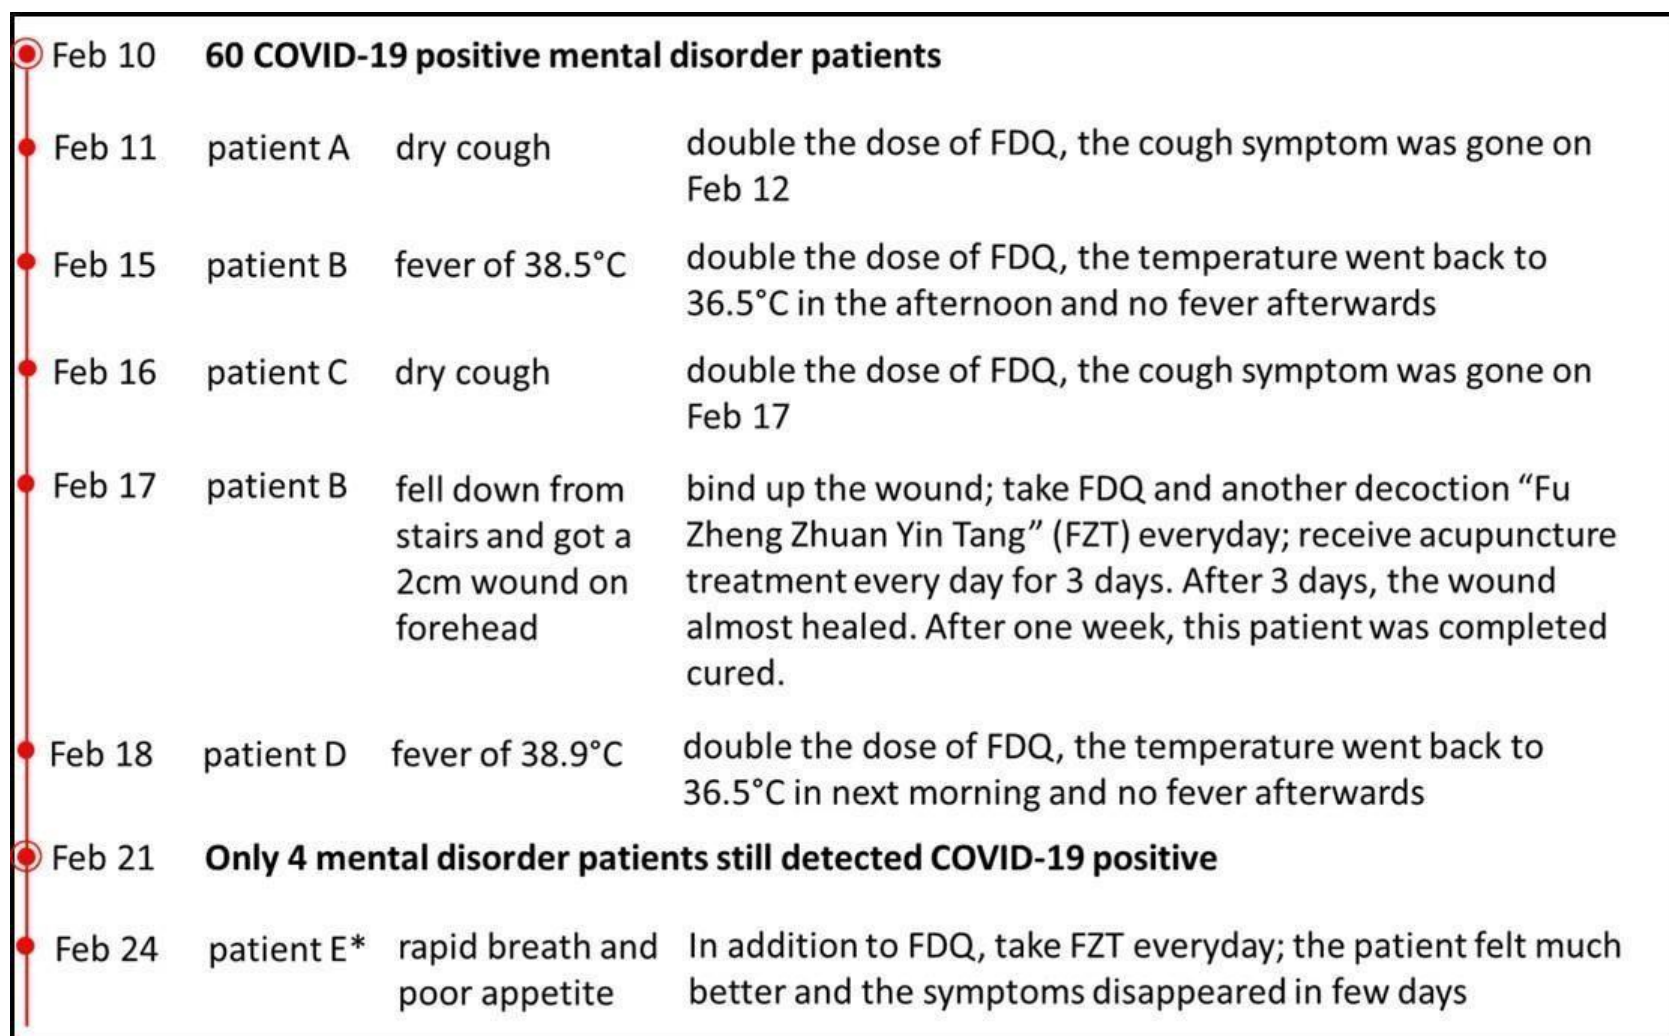 Feb 10 60 COVID-19 positive mental disorder patients
Feb 11 patient A dry cough double the dose of FDQ, the cough symptom was gone on
Feb 12
Feb 15 patient B fever of 38.5°C double the dose of FDQ, the temperature went back to
36.5°C in the afternoon and no fever afterwards
Feb 16 patient C dry cough double the dose of FDQ, the cough symptom was gone on
Feb 17
Feb 17 patient B fell down from bind up the wound; take FDQ and another decoction “Fu
stairs and got a Zheng Zhuan Yin Tang” (FZT) everyday; receive acupuncture
2cm wound on treatment every day for 3 days. After 3 days, the wound
forehead almost healed. After one week, this patient was completed
cured.
Feb 18 patient D fever of 38.9°C double the dose of FDQ, the temperature went back to
36.5°C in next morning and no fever afterwards
Feb 21 Only 4 mental disorder patients still detected COVID-19 positive
Feb 24 patient E* rapid breath and In addition to FDQ, take FZT everyday; the patient felt much
poor appetite better and the symptoms disappeared in few days